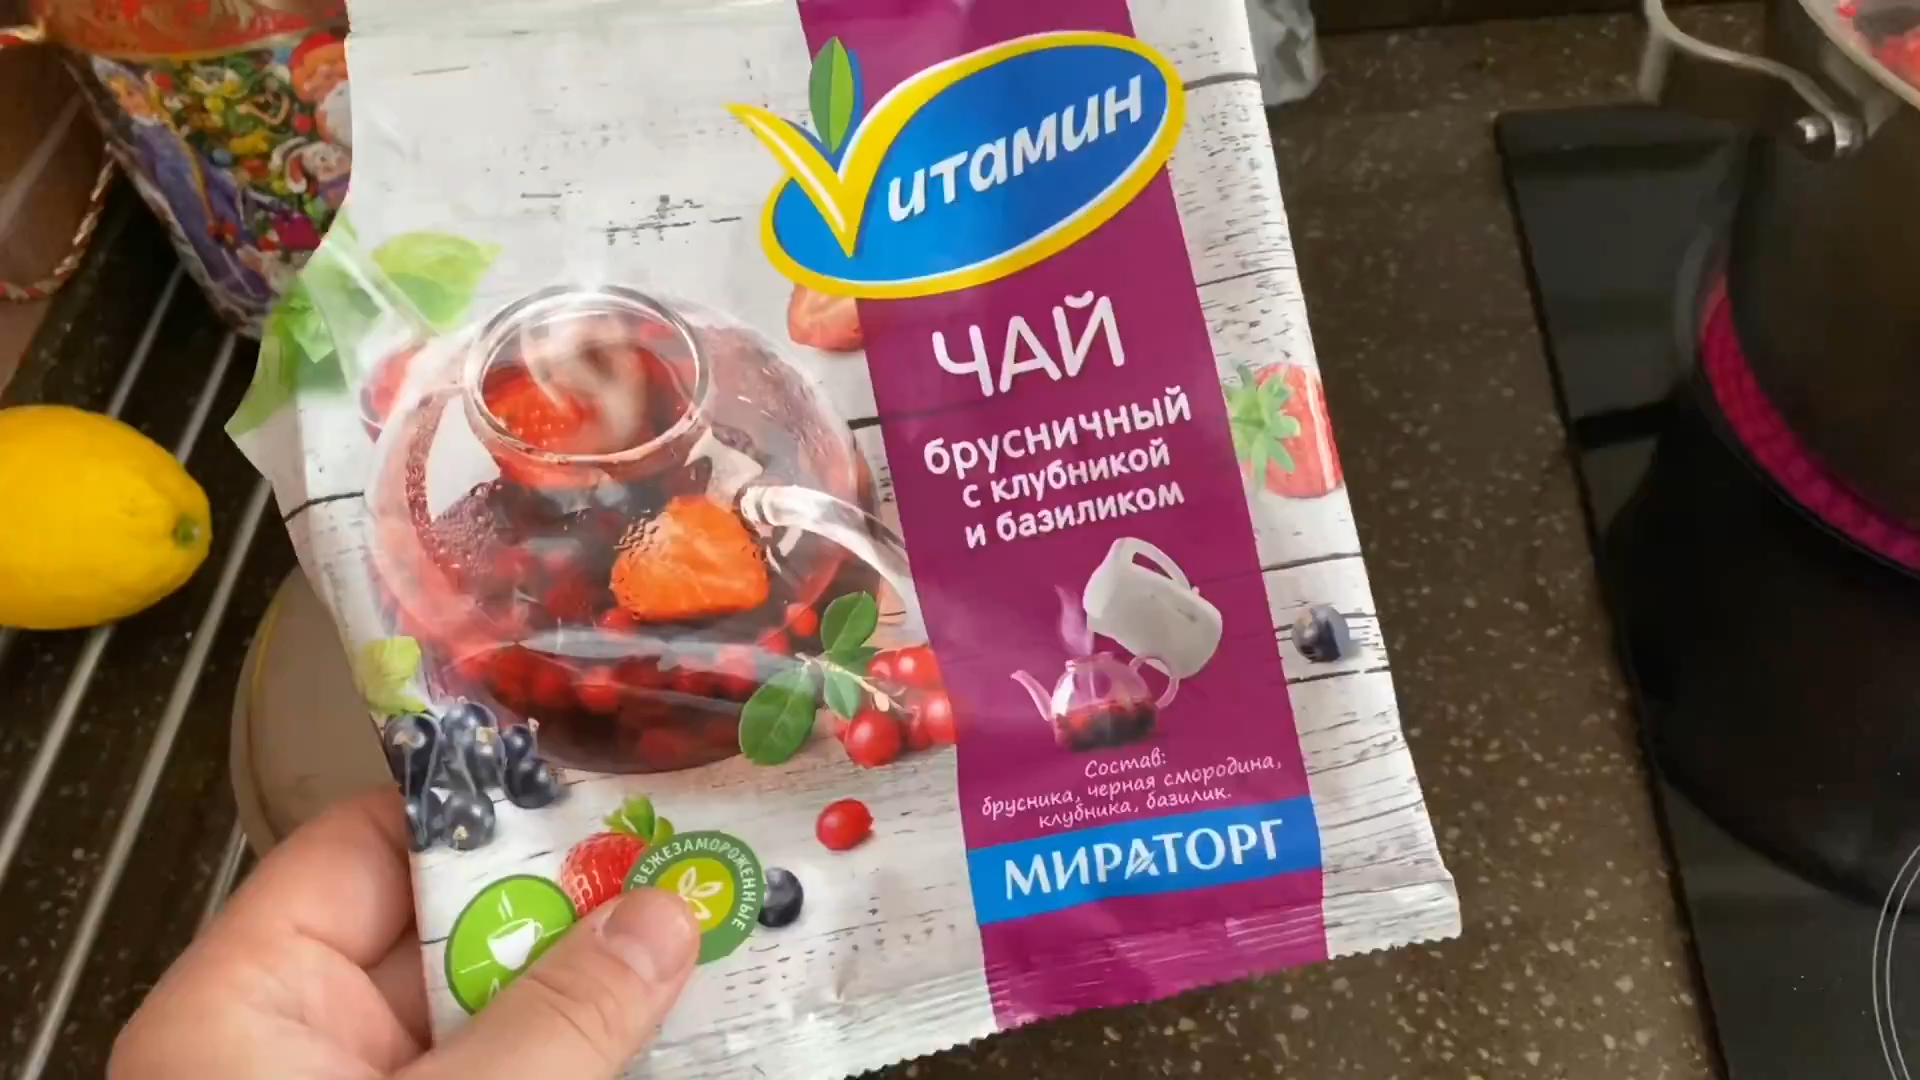 Vитамин
ЧАЙ
брусничный
с клубникой
и базиликом
Состав:
брусника, черная смородина,
клубника, базилик.
МИРАТОРГ